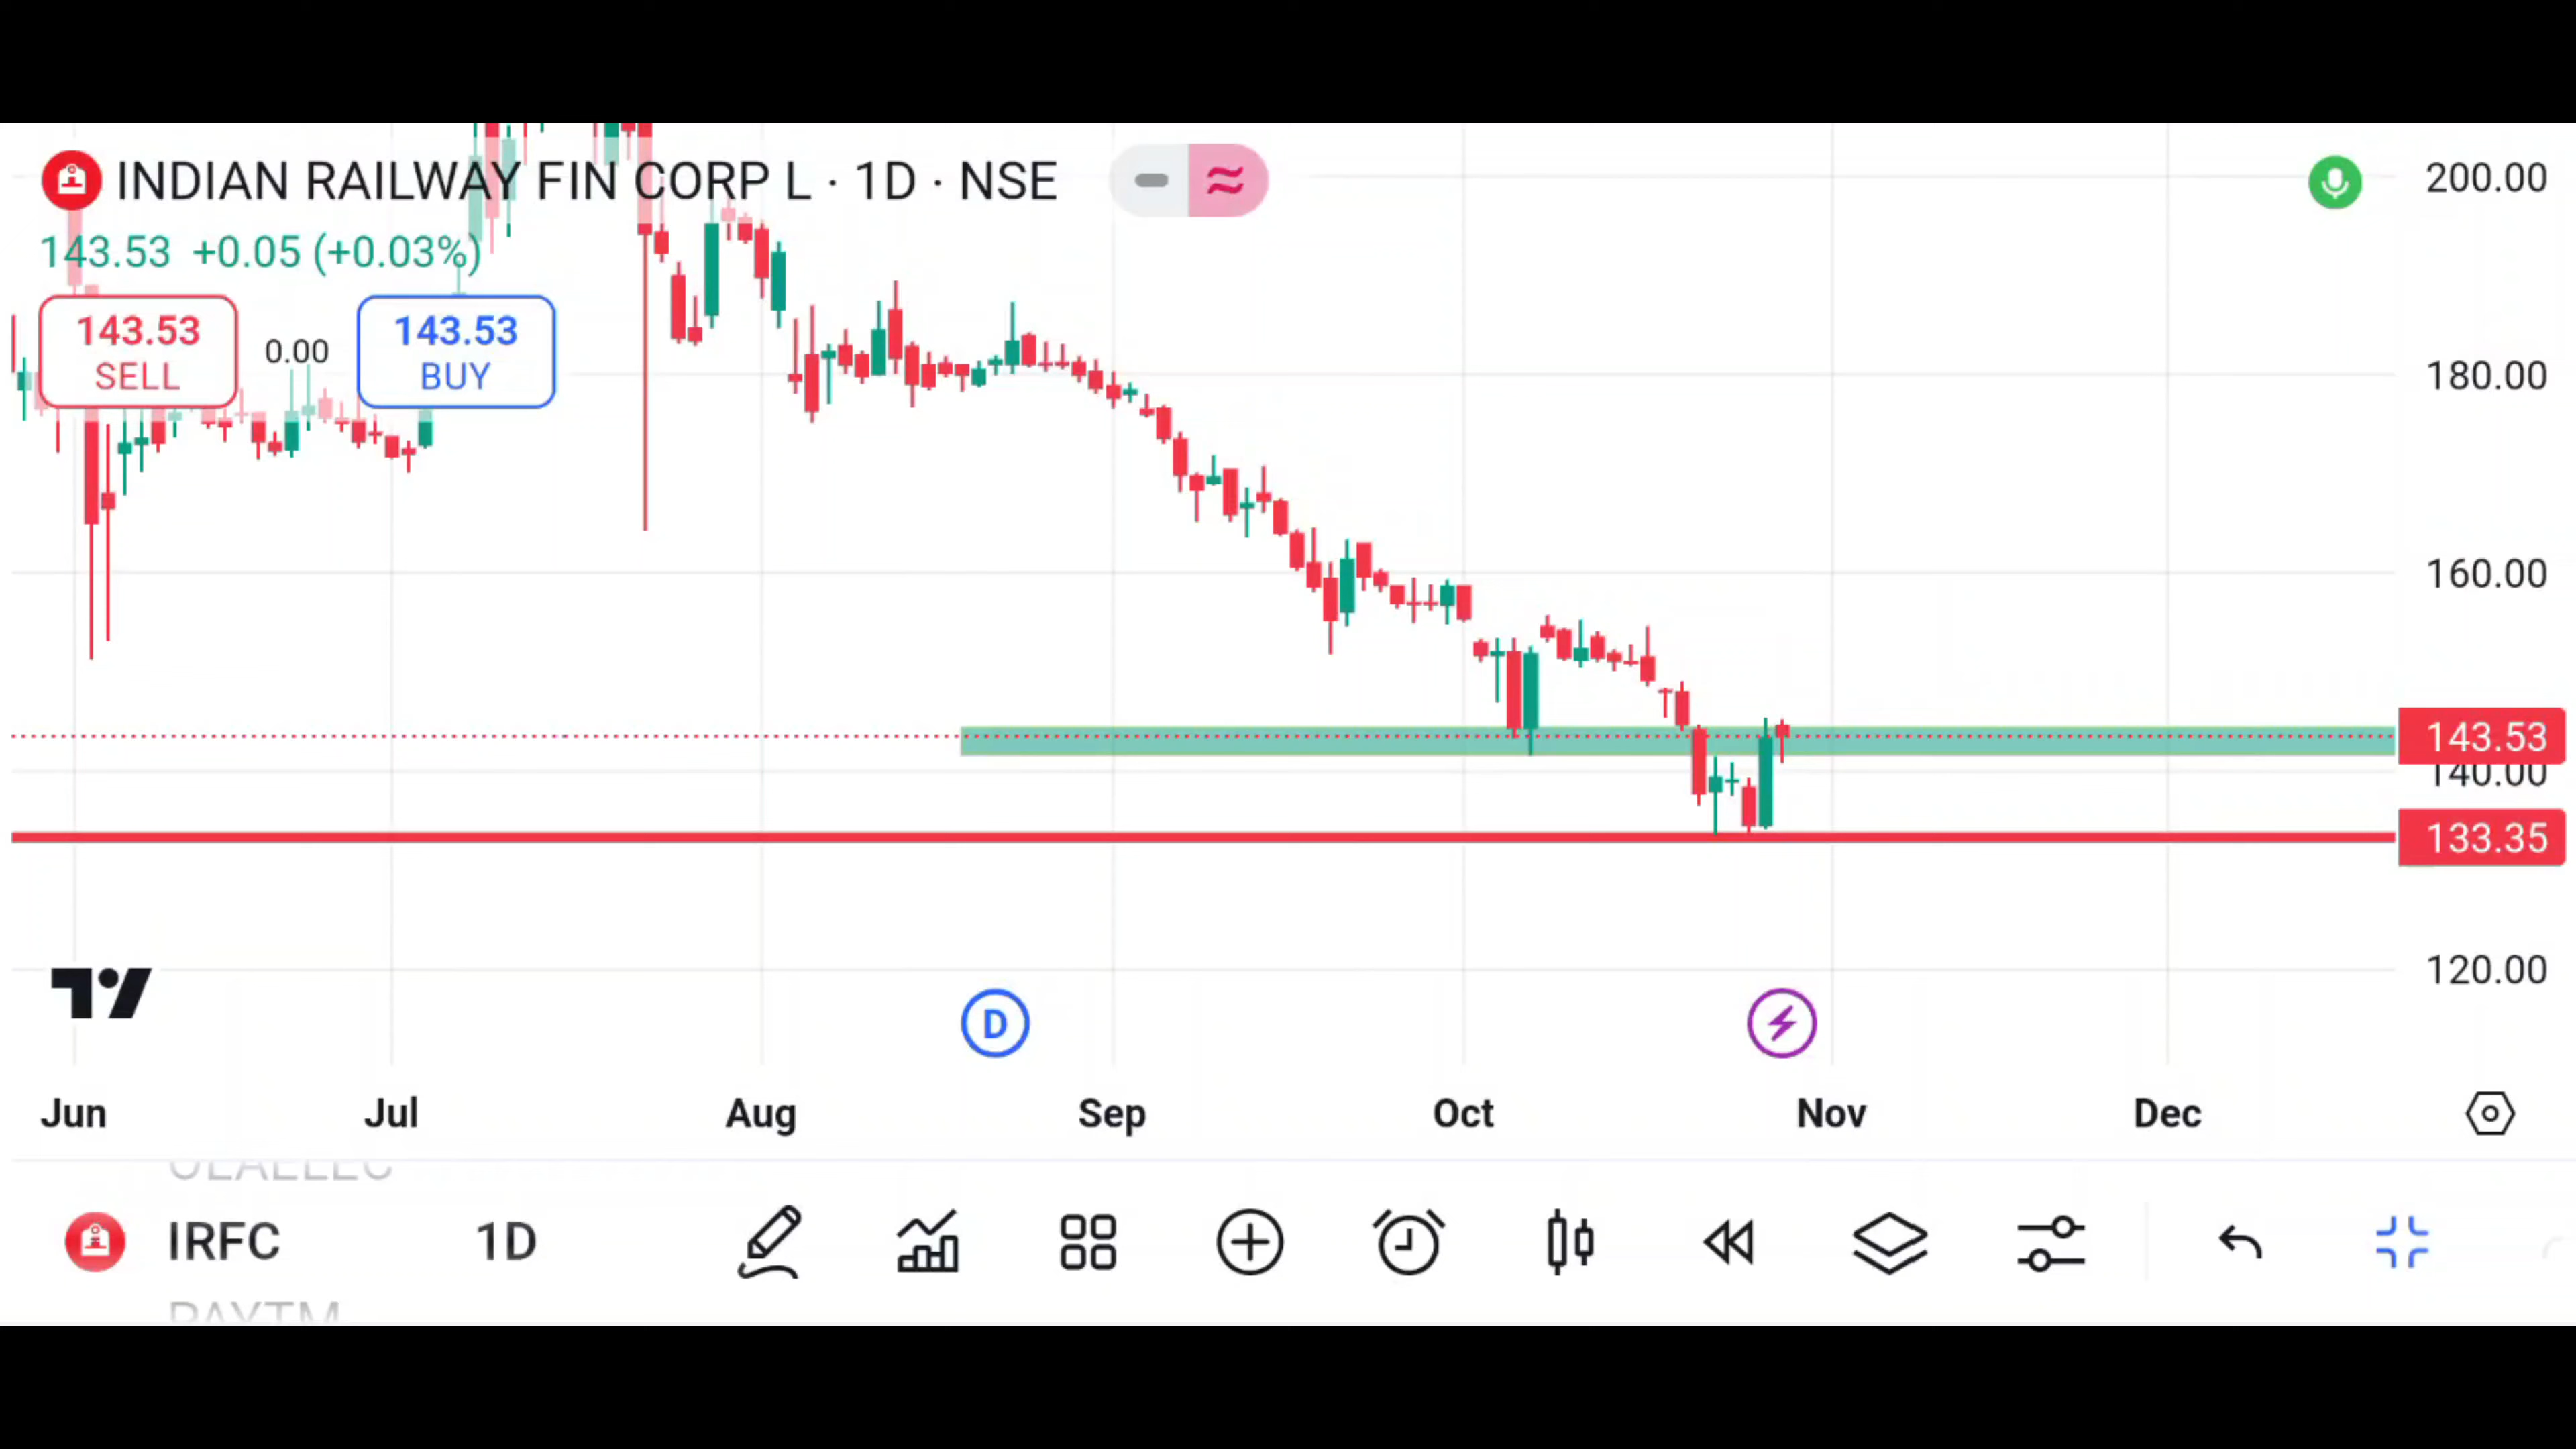 INDIAN RAILWAY FIN CORP L · 1D · NSE
143.53 +0.05 (+0.03%)
143.53
SELL
0.00
143.53
BUY
200.00
180.00
160.00
143.53
140.00
133.35
120.00
D
Jun Jul Aug Sep Oct Nov Dec
OLAELEC
IRFC 1D
PAYTM